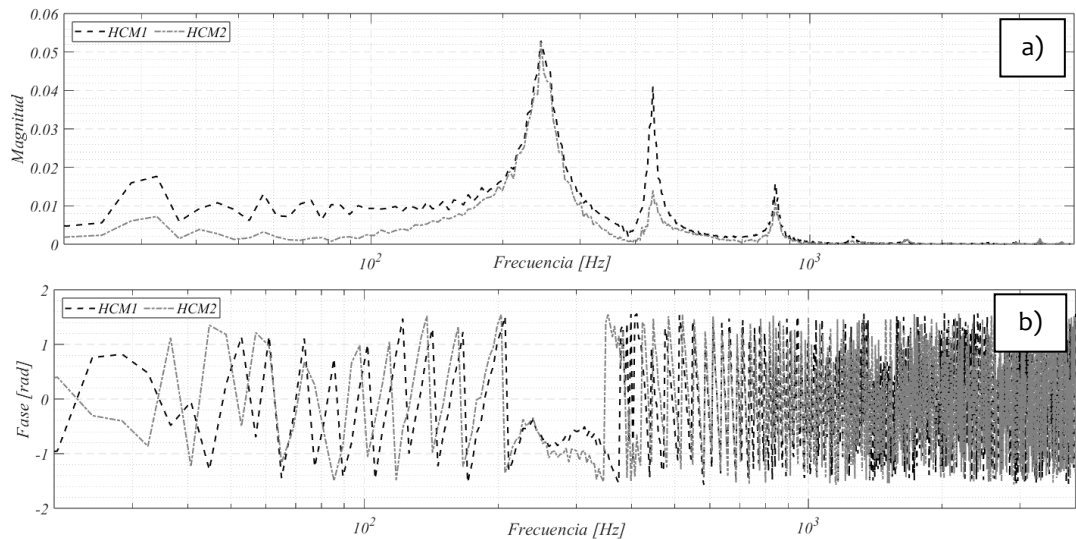 0.06
HCM1 HCM2
a)
0.05
0.04
0.03
0.02
0.01
0
Magnitud
10²
Frecuencia [Hz]
10³
2
HCM1 HCM2
b)
1
0
-1
-2
Fase [rad]
10²
Frecuencia [Hz]
10³